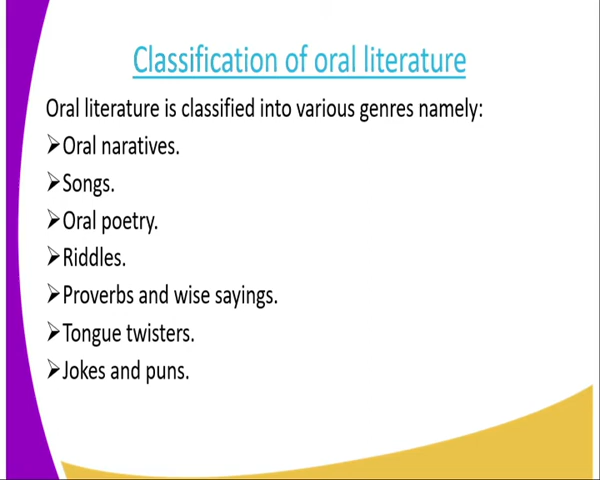 Classification of oral literature
Oral literature is classified into various genres namely:
➢Oral naratives.
➢Songs.
➢Oral poetry.
➢Riddles.
➢Proverbs and wise sayings.
➢Tongue twisters.
➢Jokes and puns.